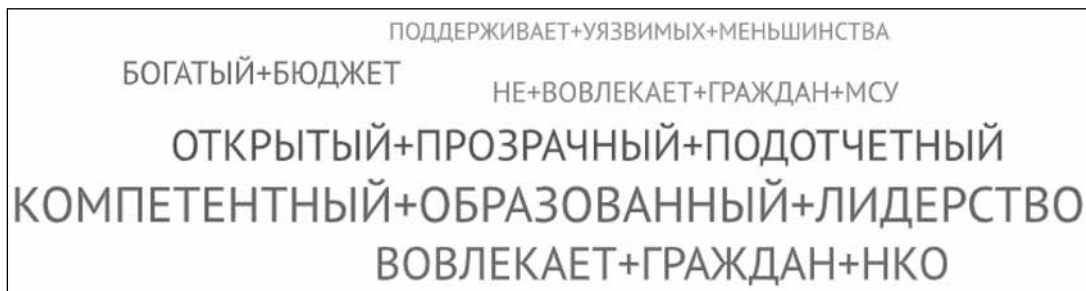 ПОДДЕРЖИВАЕТ+УЯЗВИМЫХ+МЕНЬШИНСТВА
БОГАТЫЙ+БЮДЖЕТ
НЕ+ВОВЛЕКАЕТ+ГРАЖДАН+МСУ
ОТКРЫТЫЙ+ПРОЗРАЧНЫЙ+ПОДОТЧЕТНЫЙ
КОМПЕТЕНТНЫЙ+ОБРАЗОВАННЫЙ+ЛИДЕРСТВО
ВОВЛЕКАЕТ+ГРАЖДАН+НКО